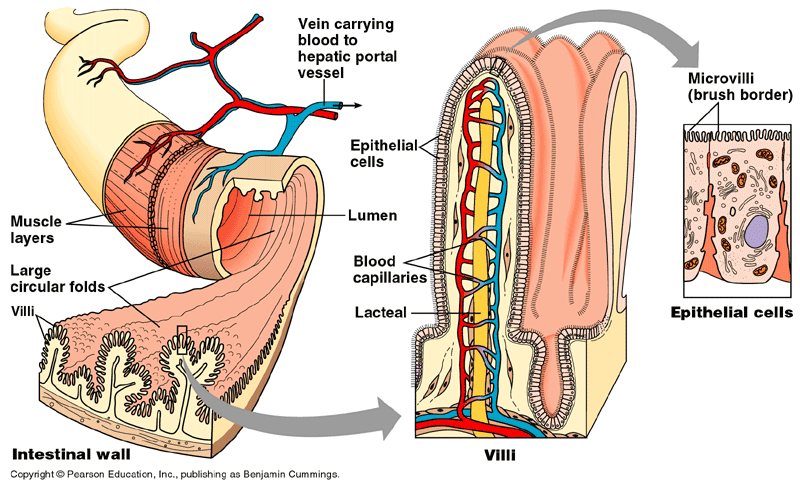 Vein carrying
blood to
hepatic portal
vessel
Muscle
layers
Large
circular folds
Villi
Lumen
Intestinal wall
Epithelial
cells
Blood
capillaries
Lacteal
Villi
Microvilli
(brush border)
Epithelial cells
Copyright © Pearson Education, Inc., publishing as Benjamin Cummings.